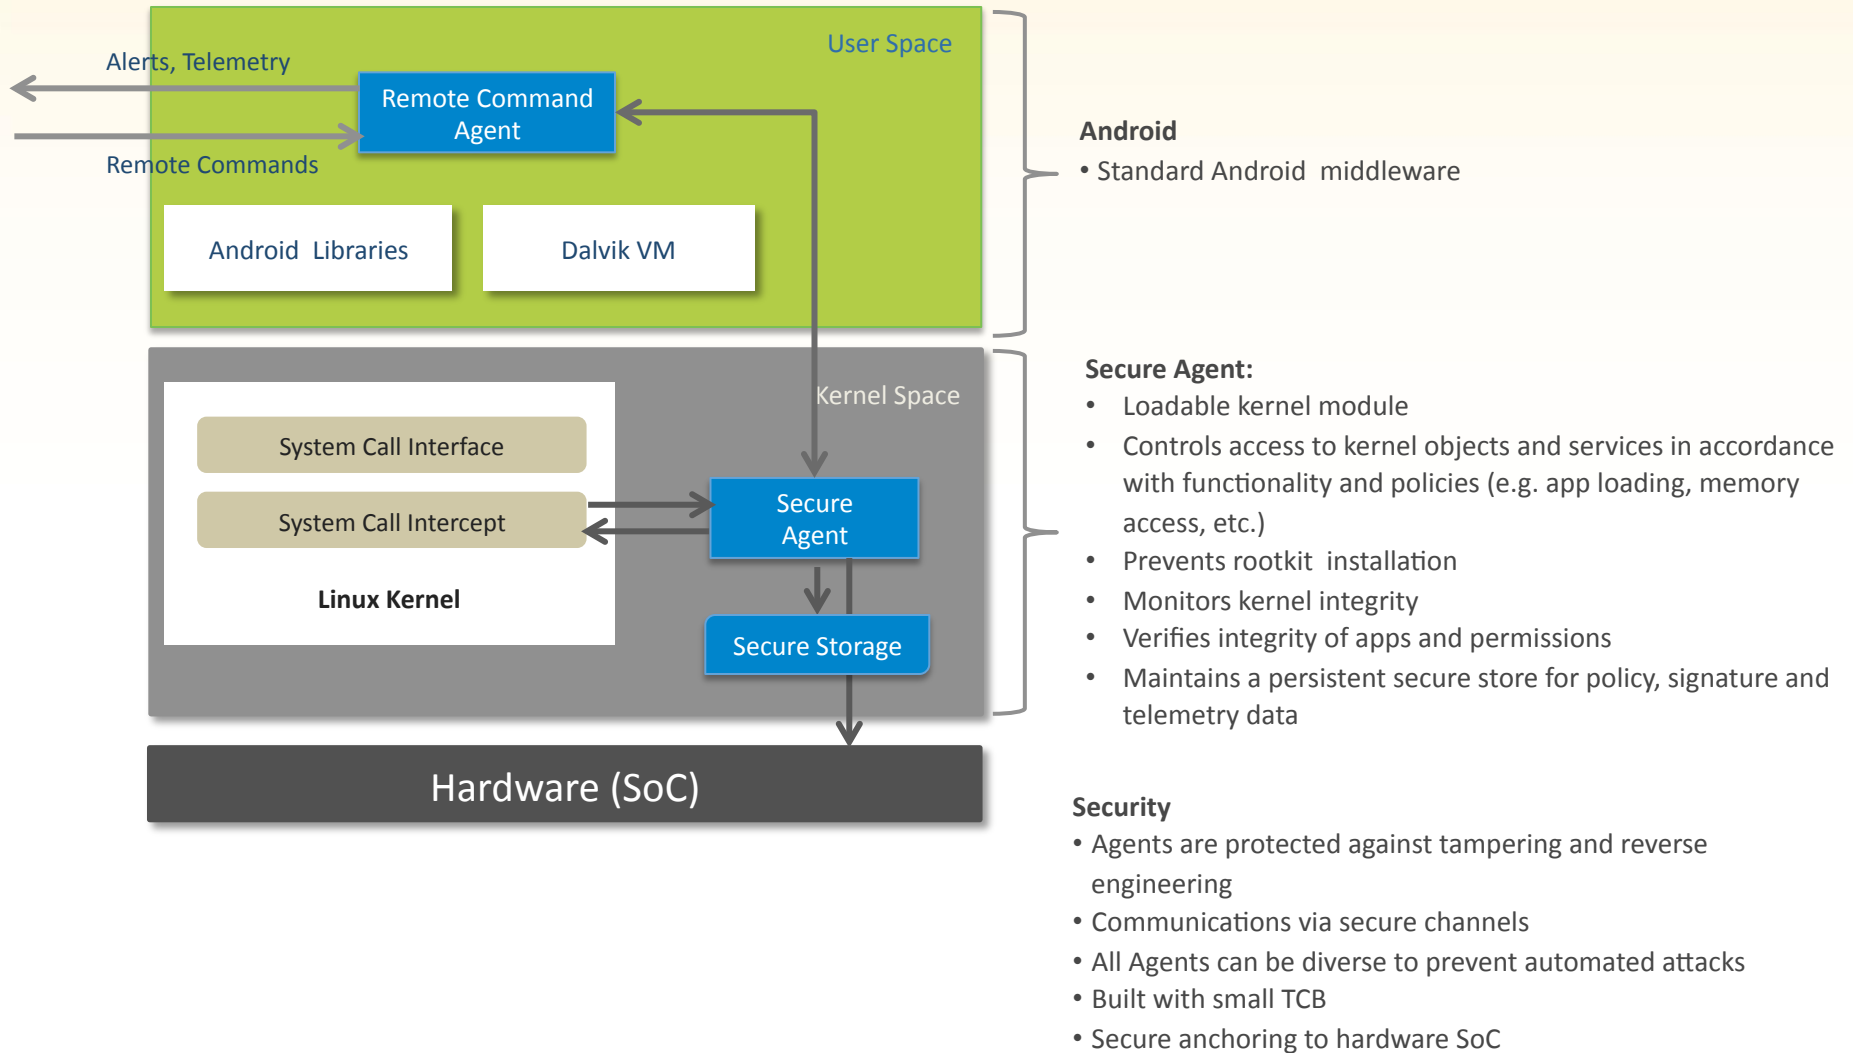 User Space
Alerts, Telemetry
Remote Command
Agent
Remote Commands
Android Libraries
Dalvik VM
Kernel Space
System Call Interface
System Call Intercept
Linux Kernel
Secure
Agent
Secure Storage
Hardware (SoC)
Android
• Standard Android middleware
Secure Agent:
• Loadable kernel module
• Controls access to kernel objects and services in accordance
with functionality and policies (e.g. app loading, memory
access, etc.)
• Prevents rootkit installation
• Monitors kernel integrity
• Verifies integrity of apps and permissions
• Maintains a persistent secure store for policy, signature and
telemetry data
Security
• Agents are protected against tampering and reverse
engineering
• Communications via secure channels
• All Agents can be diverse to prevent automated attacks
• Built with small TCB
• Secure anchoring to hardware SoC